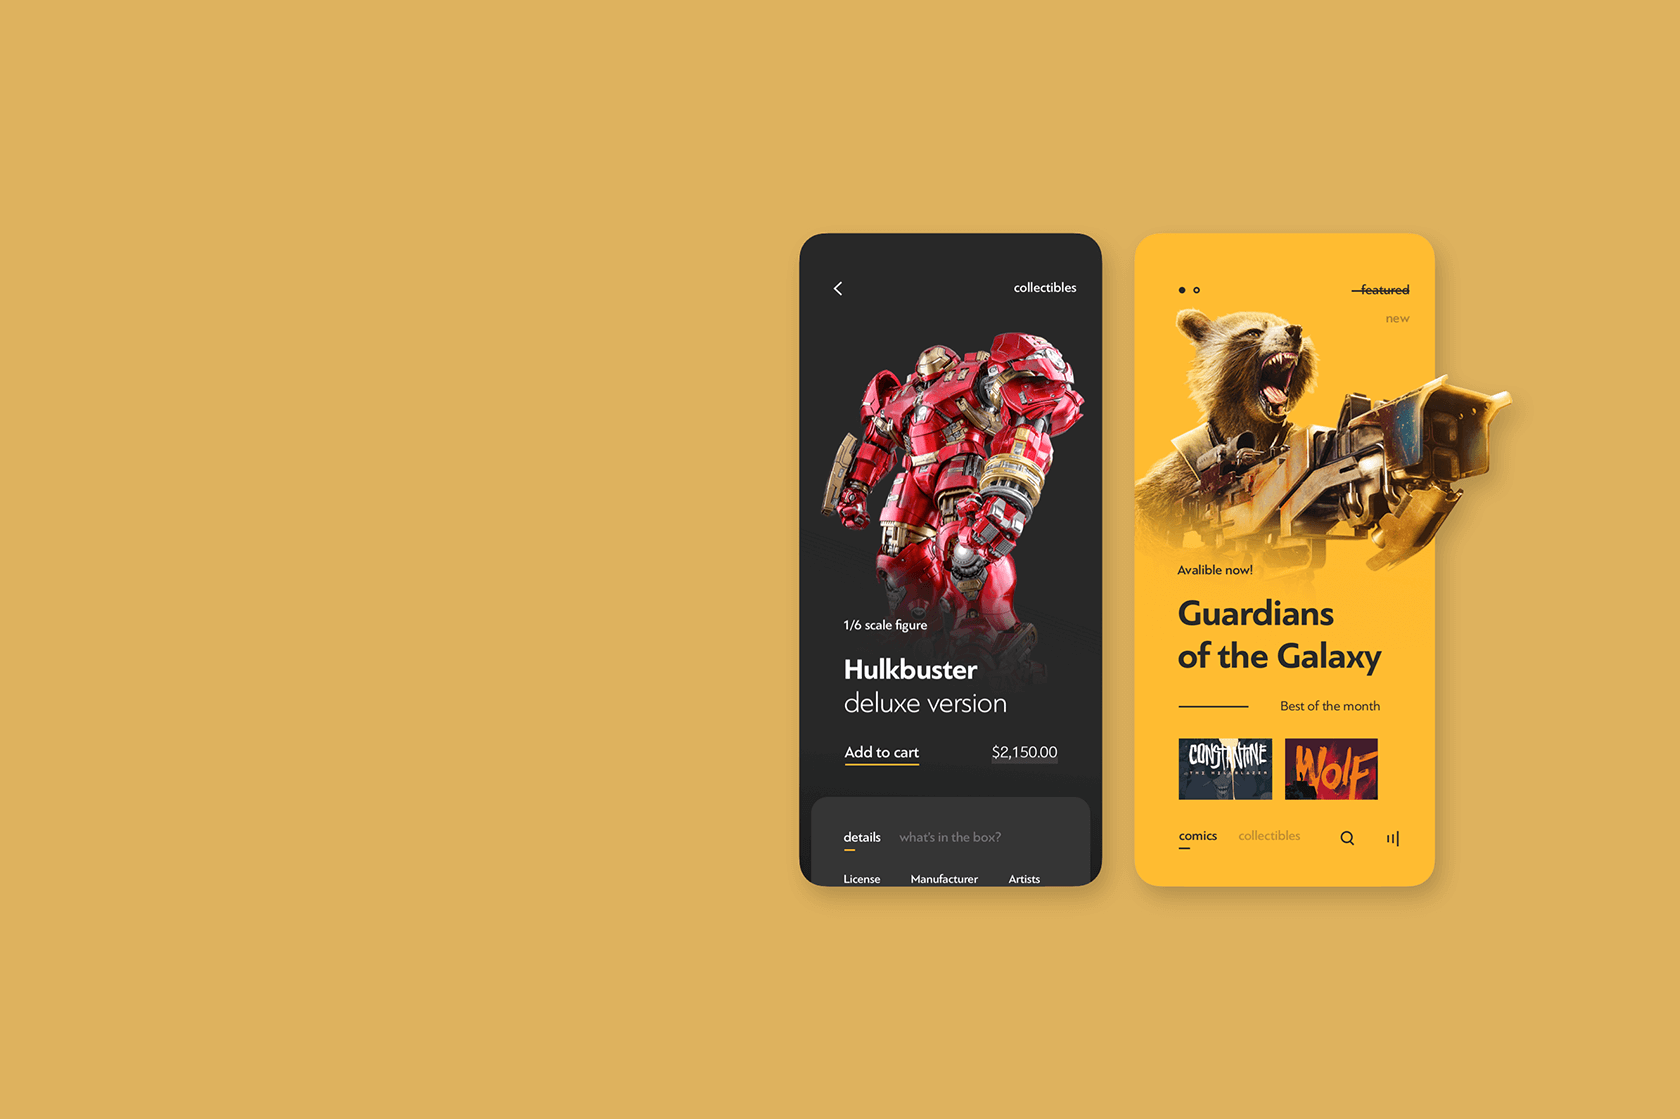 collectibles
1/6 scale figure
Hulkbuster
deluxe version
Add to cart
$2,150.00
details
what's in the box?
License
Manufacturer
Artists
featured
new
Avalible now!
Guardians
of the Galaxy
Best of the month
CONSTANTINE
THE HELLBLAZER
WOLF
comics
collectibles